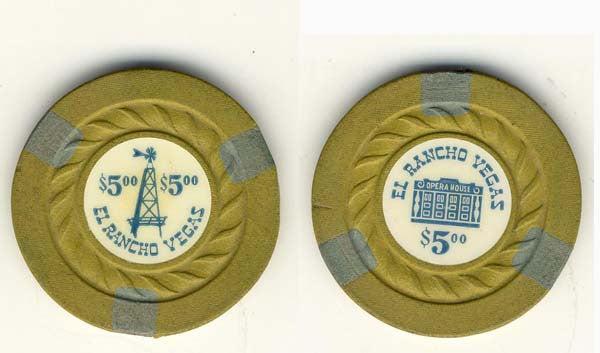 $5.00 $5.00
EL RANCHO VEGAS
EL RANCHO VEGAS
OPERA HOUSE
$5.00